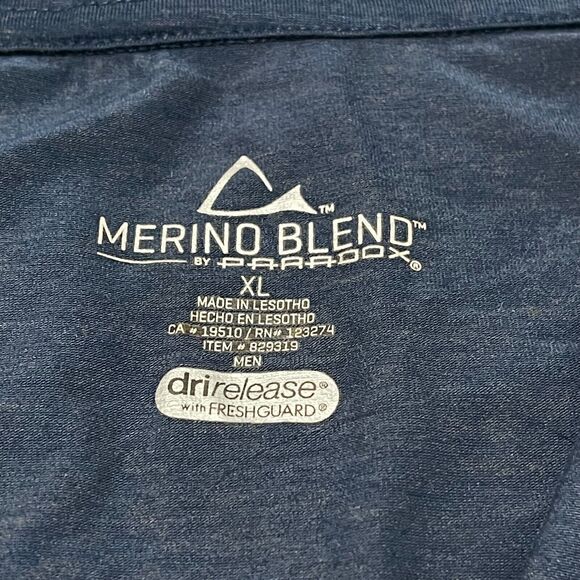 ™
MERINO BLEND™
BY PARADOX®
XL
MADE IN LESOTHO
HECHO EN LESOTHO
CA # 19510 / RN# 123274
ITEM # 829319
MEN
drirelease®
with FRESHGUARD®